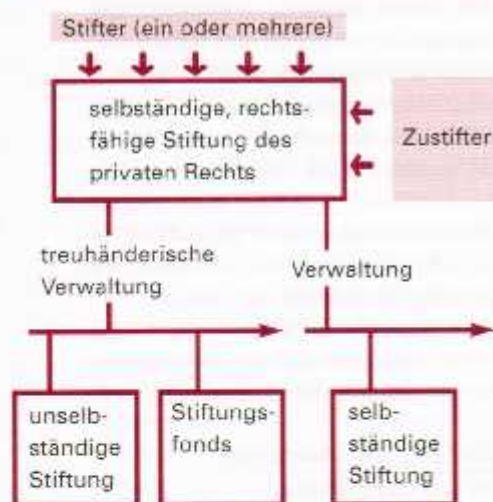 Stifter (ein oder mehrere)
selbständige, rechts-
fähige Stiftung des
privaten Rechts
Zustifter
treuhänderische
Verwaltung
Verwaltung
unselb-
ständige
Stiftung
Stiftungs-
fonds
selb-
ständige
Stiftung